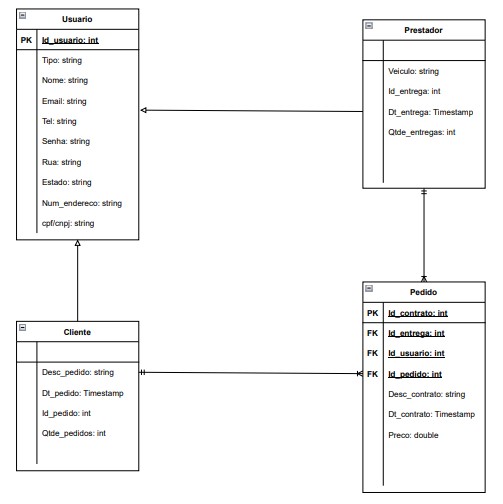 Usuario
PK Id_usuario: int
Tipo: string
Nome: string
Email: string
Tel: string
Senha: string
Rua: string
Estado: string
Num_endereco: string
cpf/cnpj: string
Prestador
Veiculo: string
Id_entrega: int
Dt_entrega: Timestamp
Qtde_entregas: int
Cliente
Desc_pedido: string
Dt_pedido: Timestamp
Id_pedido: int
Qtde_pedidos: int
Pedido
PK Id_contrato: int
FK Id_entrega: int
FK Id_usuario: int
FK Id_pedido: int
Desc_contrato: string
Dt_contrato: Timestamp
Preco: double